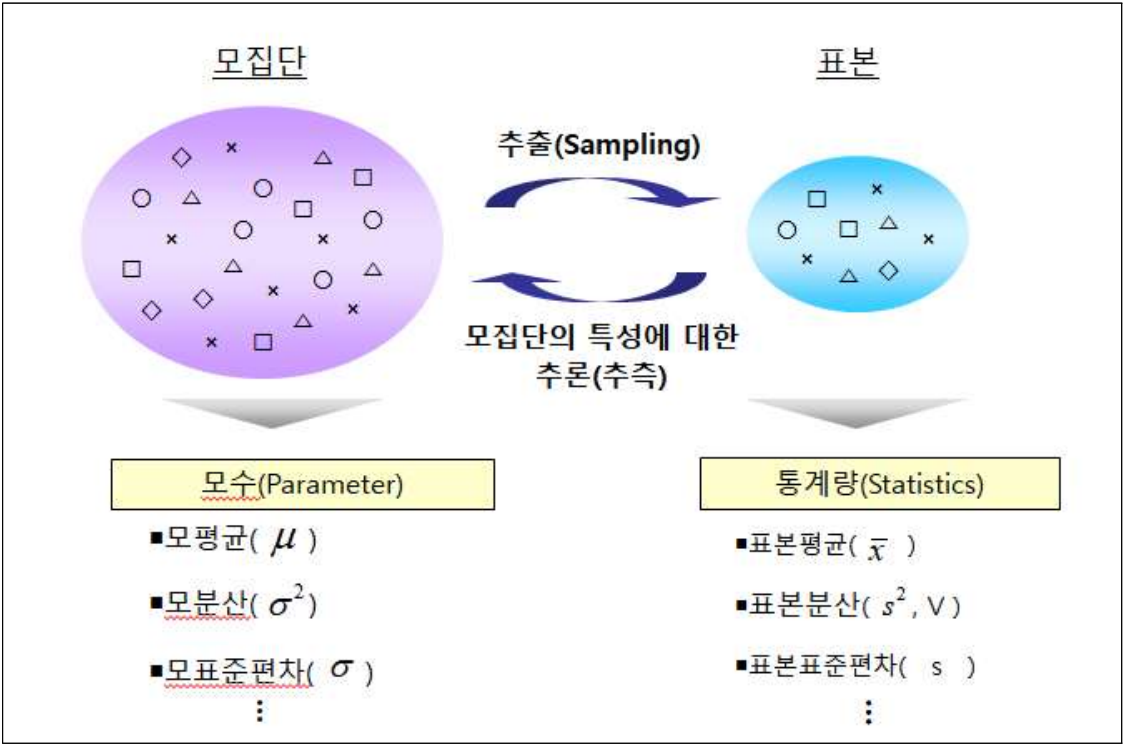 모집단
표본
추출(Sampling)
모집단의 특성에 대한
추론(추측)
모수(Parameter)
통계량(Statistics)
■모평균( μ )
■모분산( σ² )
■모표준편차( σ )
⋮
■표본평균( x̄ )
■표본분산( s² , V )
■표본표준편차( s )
⋮